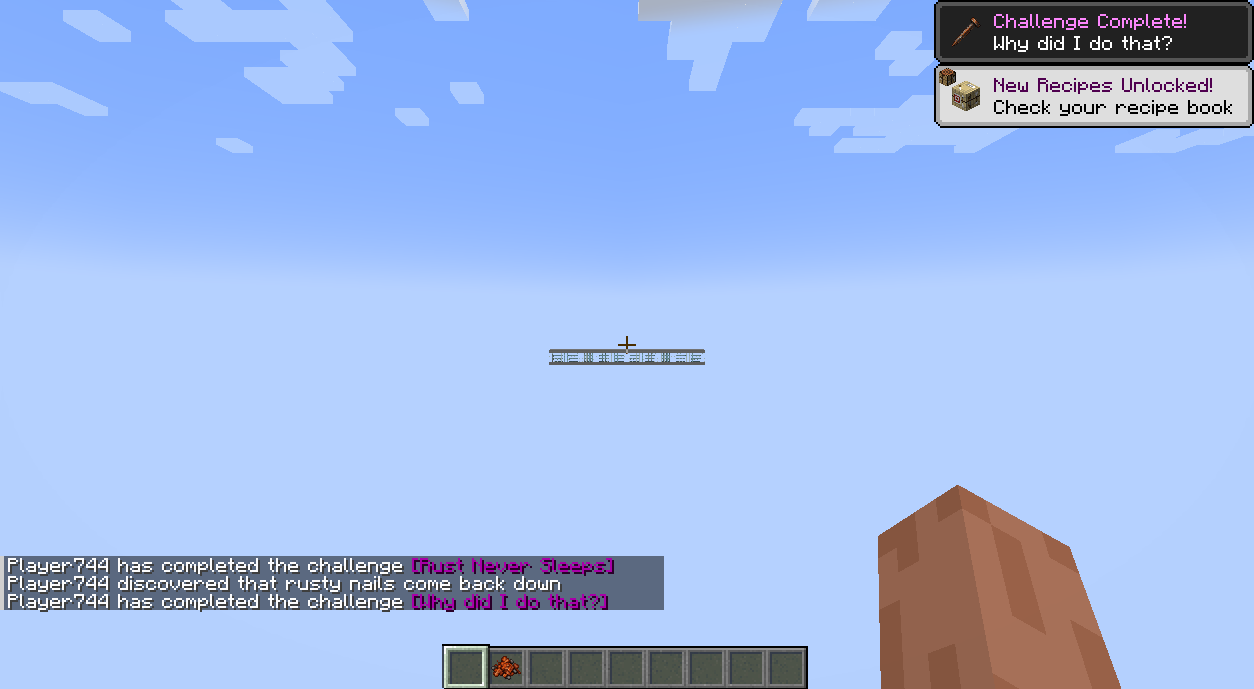 Challenge Complete!
Why did I do that?
New Recipes Unlocked!
Check your recipe book
Player744 has completed the challenge [Rust Never Sleeps]
Player744 discovered that rusty nails come back down
Player744 has completed the challenge [Why did I do that?]